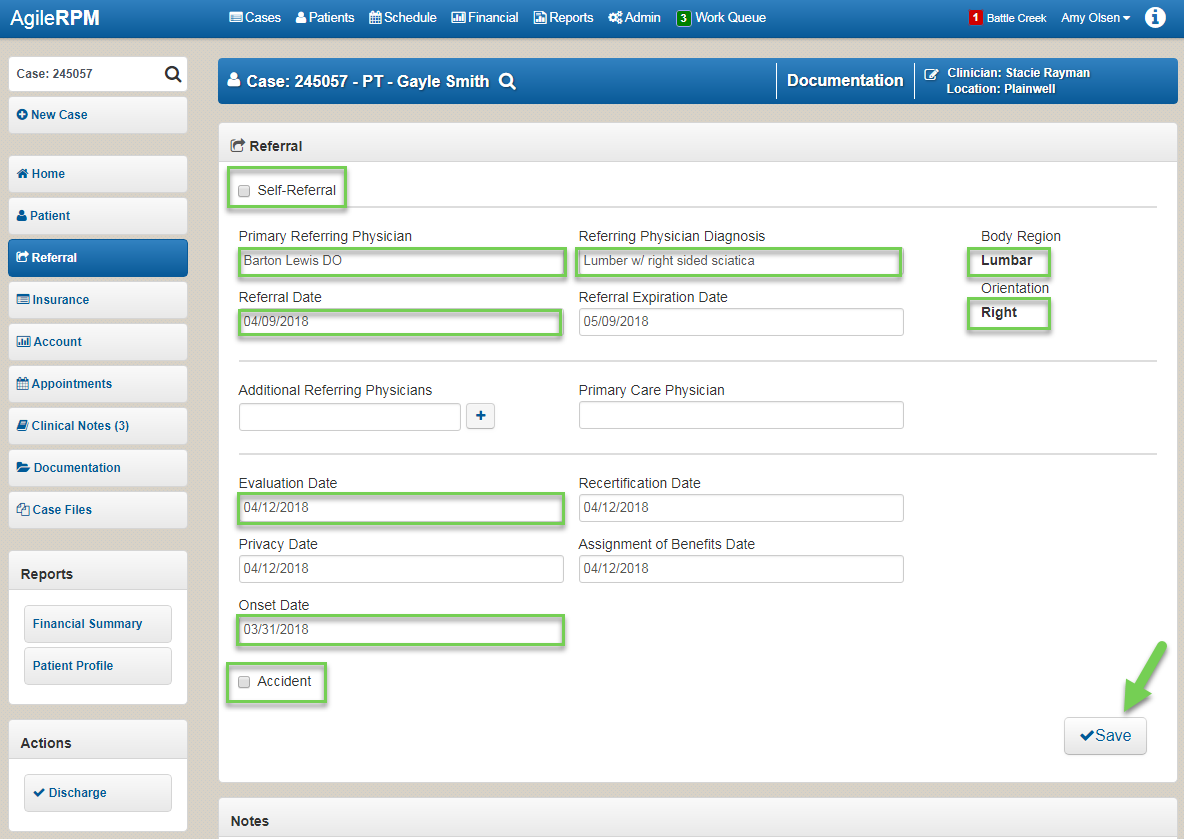 AgileRPM
Cases Patients Schedule Financial Reports Admin 3 Work Queue
1 Battle Creek Amy Olsen
Case: 245057
New Case
Home
Patient
Referral
Insurance
Account
Appointments
Clinical Notes (3)
Documentation
Case Files
Reports
Financial Summary
Patient Profile
Actions
Discharge
Case: 245057 - PT - Gayle Smith
Documentation
Clinician: Stacie Rayman
Location: Plainwell
Referral
Self-Referral
Primary Referring Physician
Barton Lewis DO
Referring Physician Diagnosis
Lumber w/ right sided sciatica
Body Region
Lumbar
Orientation
Right
Referral Date
04/09/2018
Referral Expiration Date
05/09/2018
Additional Referring Physicians
Primary Care Physician
Evaluation Date
04/12/2018
Recertification Date
04/12/2018
Privacy Date
04/12/2018
Assignment of Benefits Date
04/12/2018
Onset Date
03/31/2018
Accident
Save
Notes